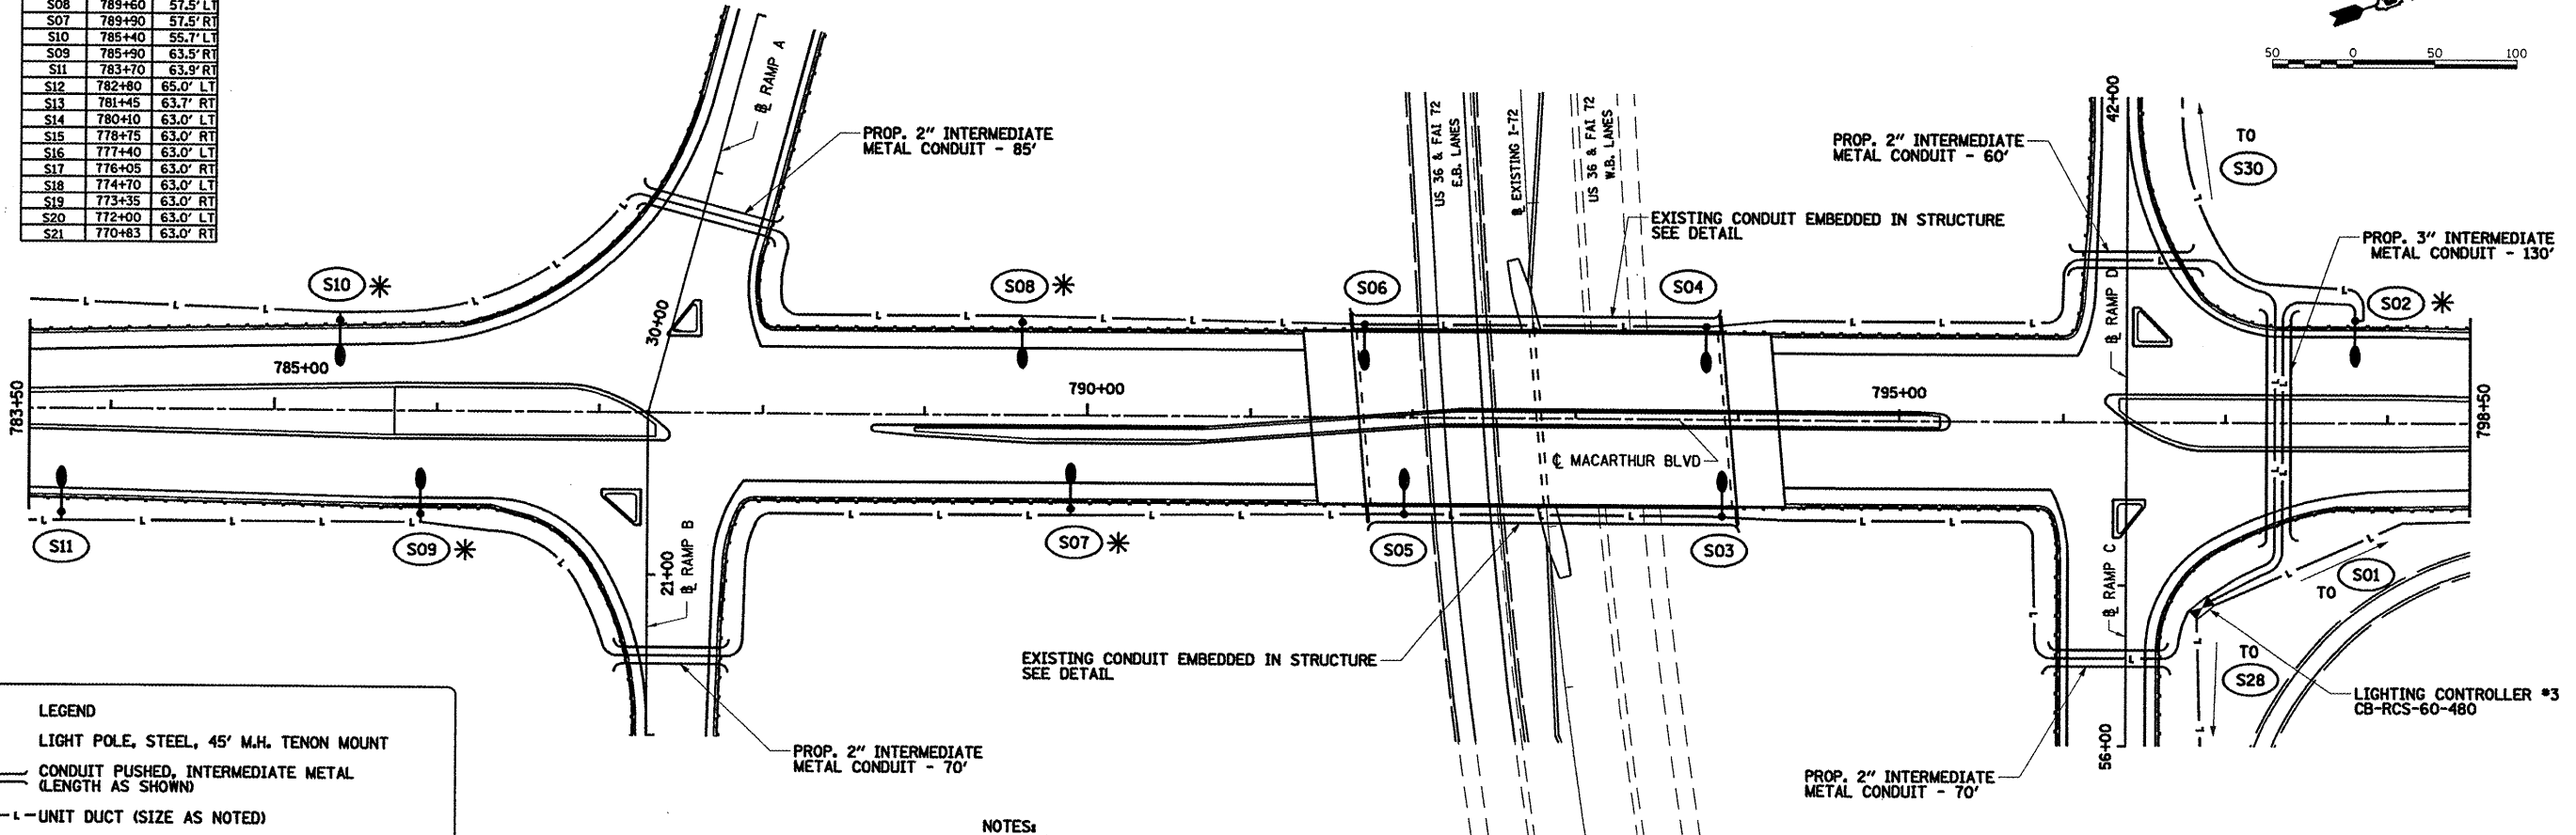 S08 789+60 57.5' LT
S07 789+90 57.5' RT
S10 785+40 55.7' LT
S09 785+90 63.5' RT
S11 783+70 63.9' RT
S12 782+80 65.0' LT
S13 781+45 63.7' RT
S14 780+10 63.0' LT
S15 778+75 63.0' RT
S16 777+40 63.0' LT
S17 776+05 63.0' RT
S18 774+70 63.0' LT
S19 773+35 63.0' RT
S20 772+00 63.0' LT
S21 770+83 63.0' RT
50 0 50 100
℄ RAMP A
PROP. 2" INTERMEDIATE
METAL CONDUIT - 85'
US 36 & FAI 72
E.B. LANES
℄ EXISTING I-72
US 36 & FAI 72
W.B. LANES
PROP. 2" INTERMEDIATE
METAL CONDUIT - 60'
42+00
TO
S30
EXISTING CONDUIT EMBEDDED IN STRUCTURE
SEE DETAIL
PROP. 3" INTERMEDIATE
METAL CONDUIT - 130'
S10 *
S08 *
S06
S04
S02 *
30+00
℄ RAMP D
783+50
785+00
790+00
795+00
798+50
℄ MACARTHUR BLVD
S11
S09 *
S07 *
S05
S03
21+00
℄ RAMP B
℄ RAMP C
S01
TO
EXISTING CONDUIT EMBEDDED IN STRUCTURE
SEE DETAIL
TO
S28
LIGHTING CONTROLLER #3
CB-RCS-60-480
PROP. 2" INTERMEDIATE
METAL CONDUIT - 70'
PROP. 2" INTERMEDIATE
METAL CONDUIT - 70'
56+00
LEGEND
LIGHT POLE, STEEL, 45' M.H. TENON MOUNT
CONDUIT PUSHED, INTERMEDIATE METAL
(LENGTH AS SHOWN)
-L- UNIT DUCT (SIZE AS NOTED)
NOTES: